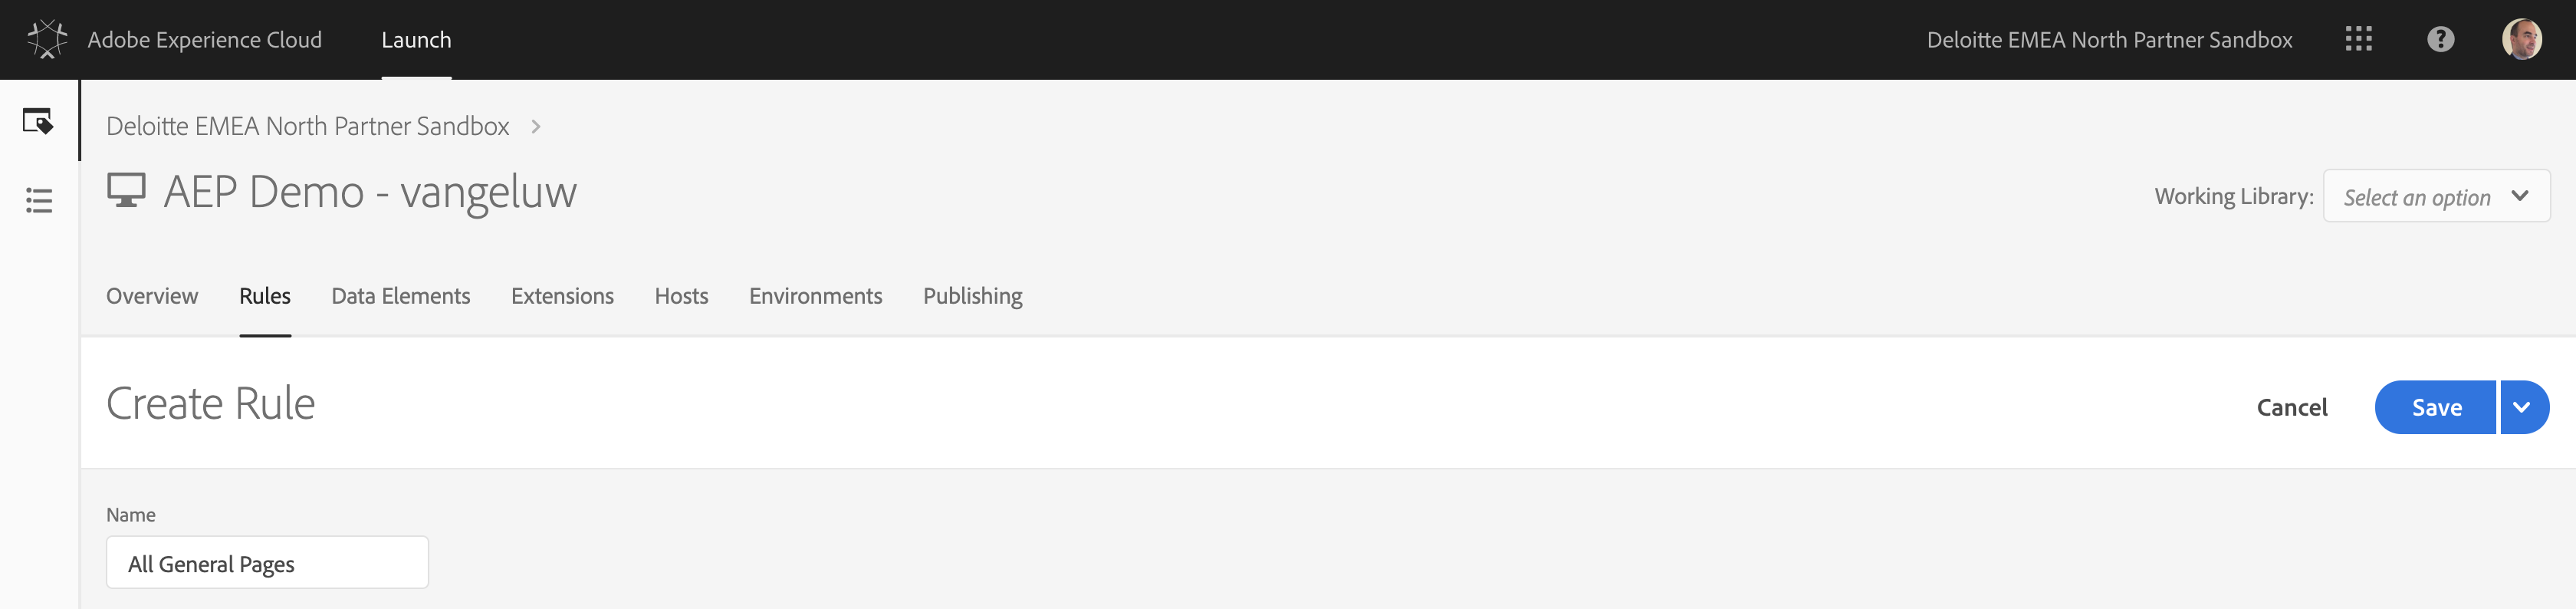 Adobe Experience Cloud Launch Deloitte EMEA North Partner Sandbox
Deloitte EMEA North Partner Sandbox
AEP Demo - vangeluw
Working Library: Select an option
Overview Rules Data Elements Extensions Hosts Environments Publishing
Create Rule
Cancel Save
Name
All General Pages